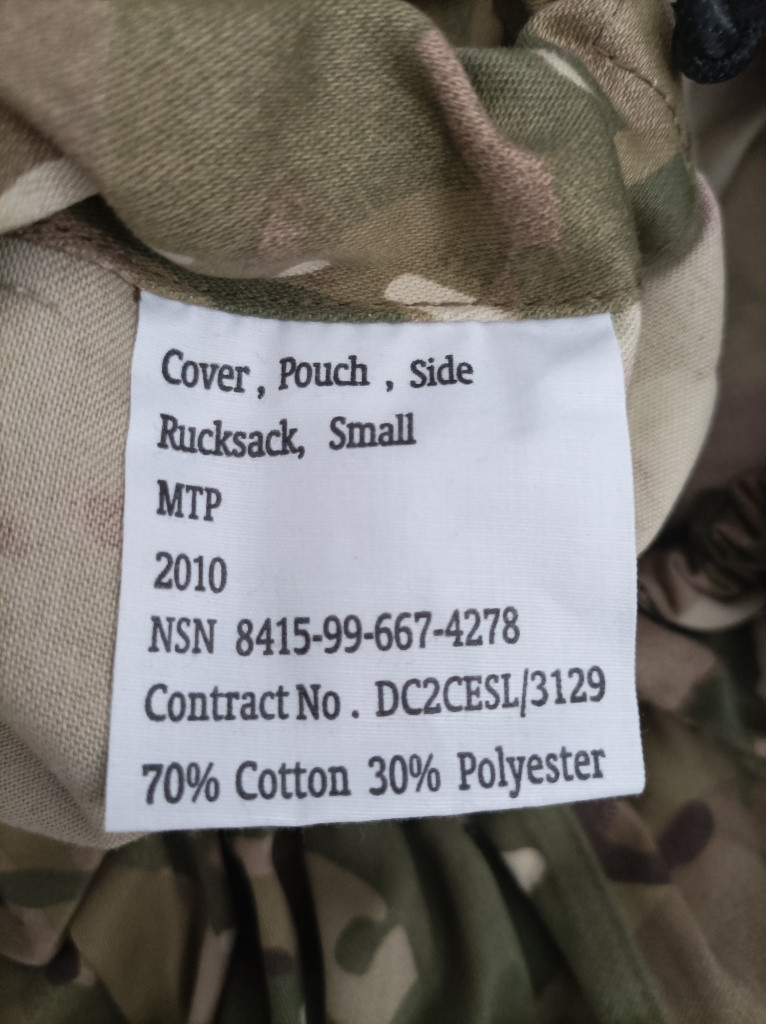 Cover, Pouch, Side
Rucksack, Small
MTP
2010
NSN 8415-99-667-4278
Contract No. DC2CESL/3129
70% Cotton 30% Polyester